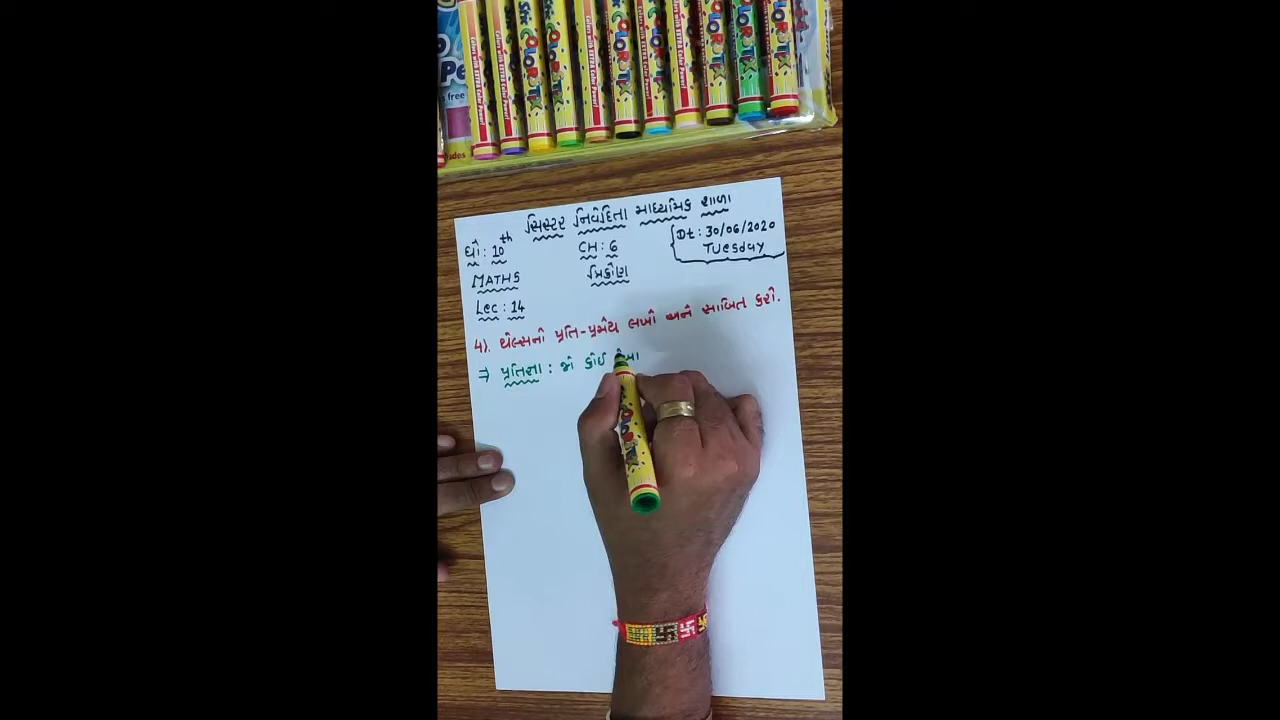 COLOROTIX
સિસ્ટર નિવેદિતા માધ્યમિક શાળા
ધો : 10th
CH : 6
Dt : 30/06/2020
Tuesday
MATHS
ત્રિકોણ
Lec : 14
4). થેલ્સનો પ્રતિ-પ્રમેય લખો અને સાબિત કરો.
⇒ પ્રતિજ્ઞા : જો કોઈ રેખા